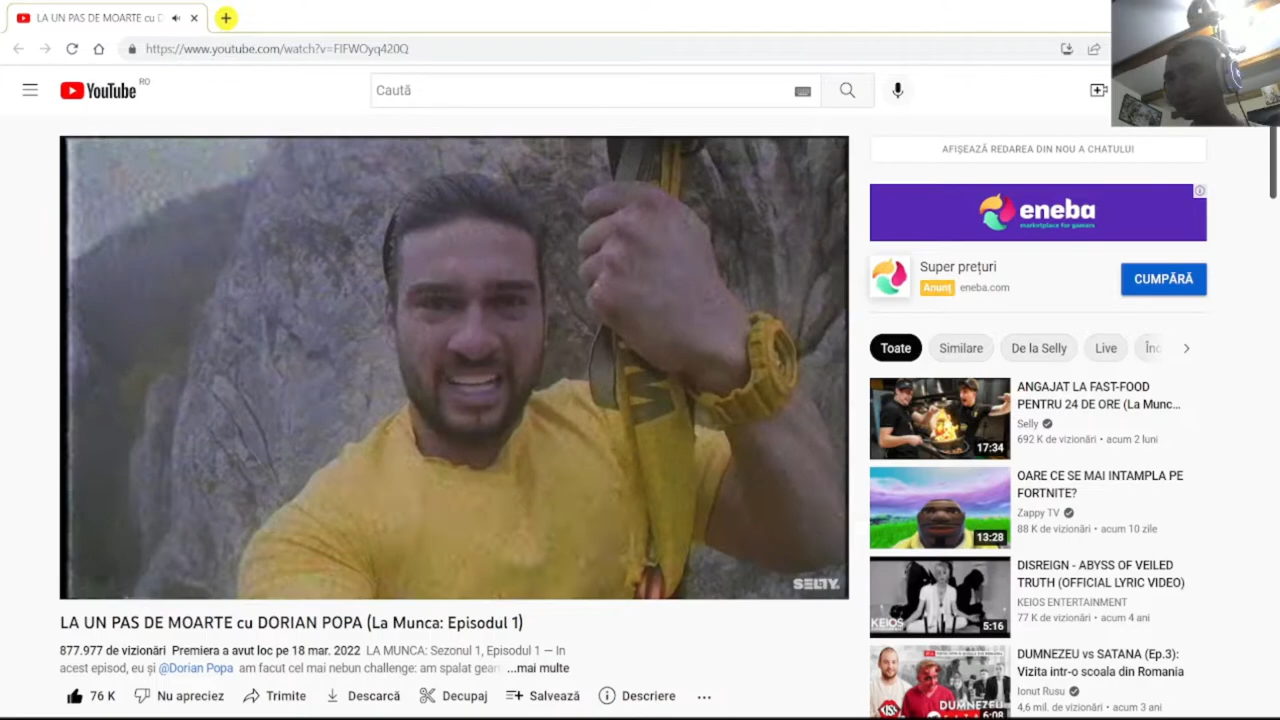 LA UN PAS DE MOARTE cu D
https://www.youtube.com/watch?v=FIFWOyq420Q
YouTube RO
Caută
AFIȘEAZĂ REDAREA DIN NOU A CHATULUI
eneba
marketplace for gamers
Super prețuri
Anunț eneba.com
CUMPĂRĂ
Toate Similare De la Selly Live Înc
SELLY.
ANGAJAT LA FAST-FOOD
PENTRU 24 DE ORE (La Munc...
Selly
692 K de vizionări • acum 2 luni
17:34
OARE CE SE MAI INTAMPLA PE
FORTNITE?
Zappy TV
88 K de vizionări • acum 10 zile
13:28
DISREIGN - ABYSS OF VEILED
TRUTH (OFFICIAL LYRIC VIDEO)
KEIOS ENTERTAINMENT
77 K de vizionări • acum 4 ani
KEIOS
5:16
DUMNEZEU vs SATANA (Ep.3):
Vizita intr-o scoala din Romania
Ionut Rusu
4,6 mil. de vizionări • acum 3 ani
DUMNEZEU
6:08
LA UN PAS DE MOARTE cu DORIAN POPA (La Munca: Episodul 1)
877.977 de vizionări Premiera a avut loc pe 18 mar. 2022 LA MUNCA: Sezonul 1, Episodul 1 — In
acest episod, eu și @Dorian Popa am facut cel mai nebun challenge: am spalat gean ...mai multe
76 K Nu apreciez Trimite Descarcă Decupaj Salvează Descriere